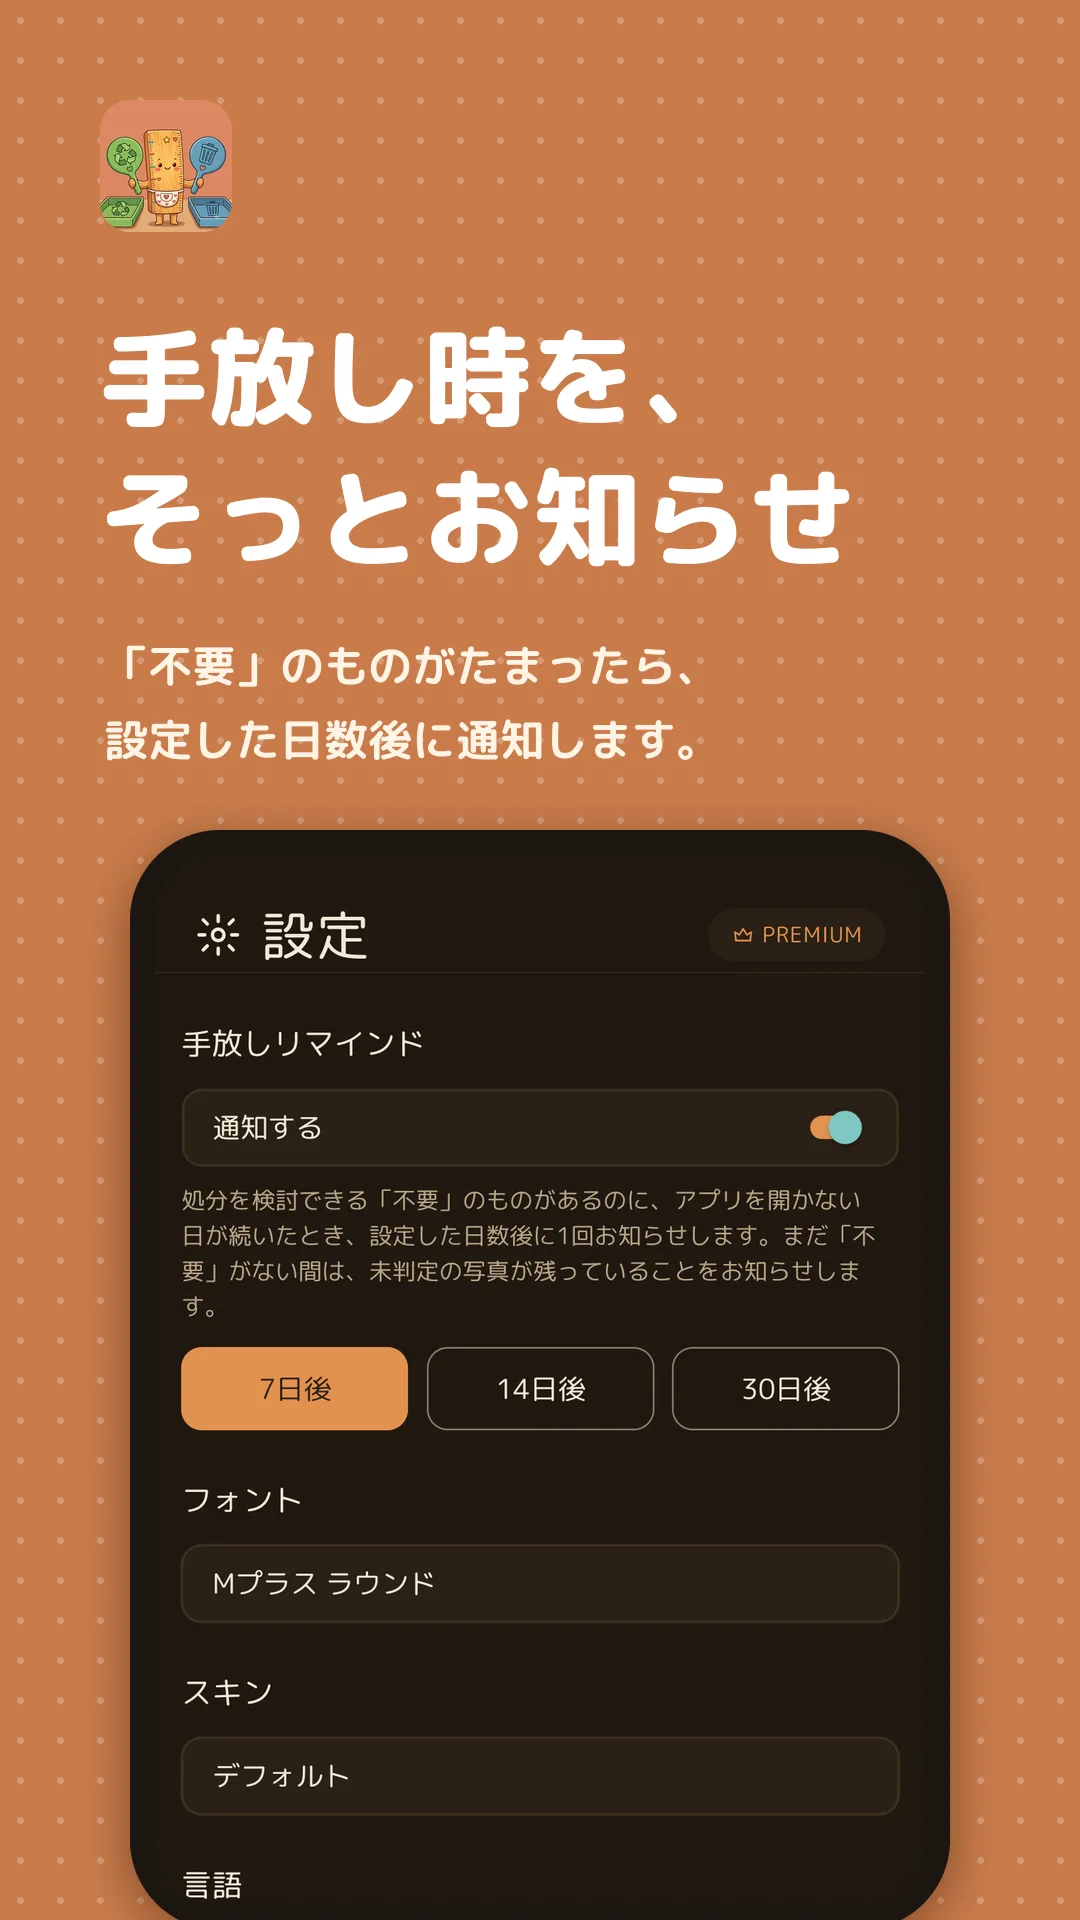 手放し時を、
そっとお知らせ
「不要」のものがたまったら、
設定した日数後に通知します。
設定
PREMIUM
手放しリマインド
通知する
処分を検討できる「不要」のものがあるのに、アプリを開かない
日が続いたとき、設定した日数後に1回お知らせします。まだ「不
要」がない間は、未判定の写真が残っていることをお知らせしま
す。
7日後
14日後
30日後
フォント
Mプラス ラウンド
スキン
デフォルト
言語